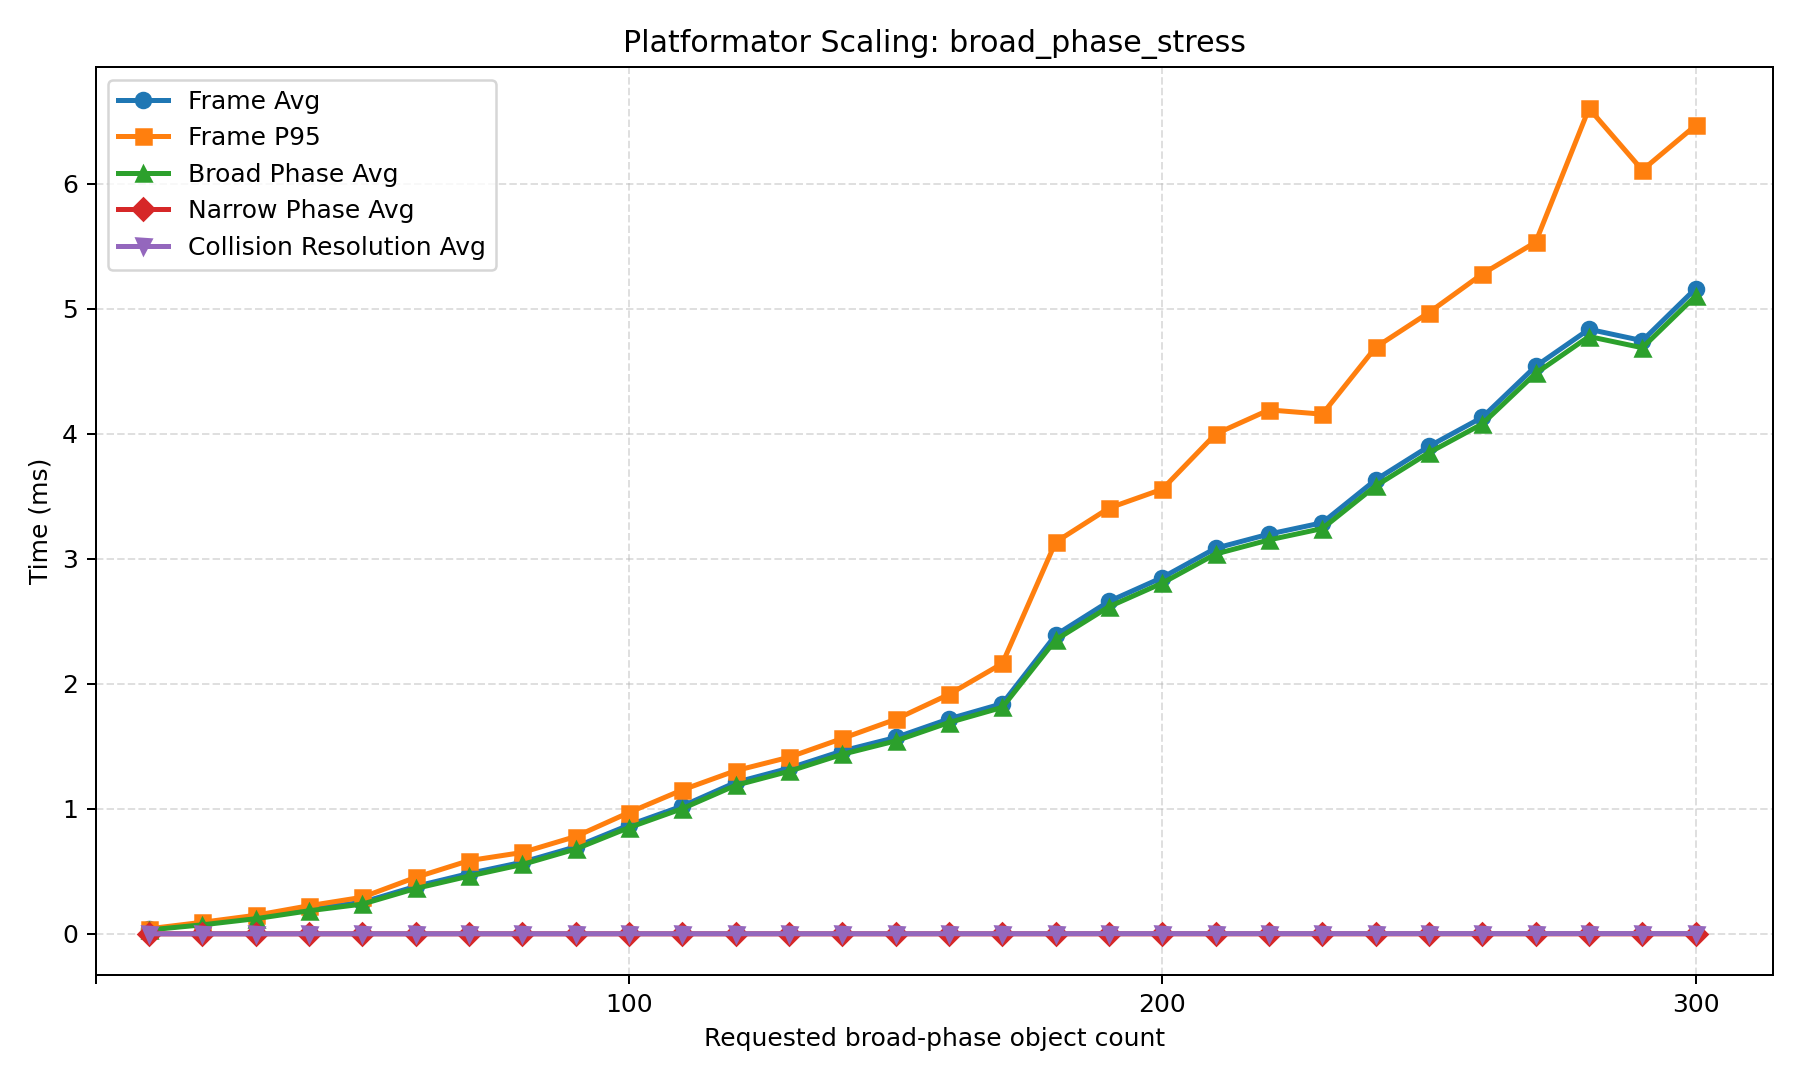 Platformator Scaling: broad_phase_stress
Frame Avg
Frame P95
Broad Phase Avg
Narrow Phase Avg
Collision Resolution Avg
Time (ms)
6
5
4
3
2
1
0
100
200
300
Requested broad-phase object count